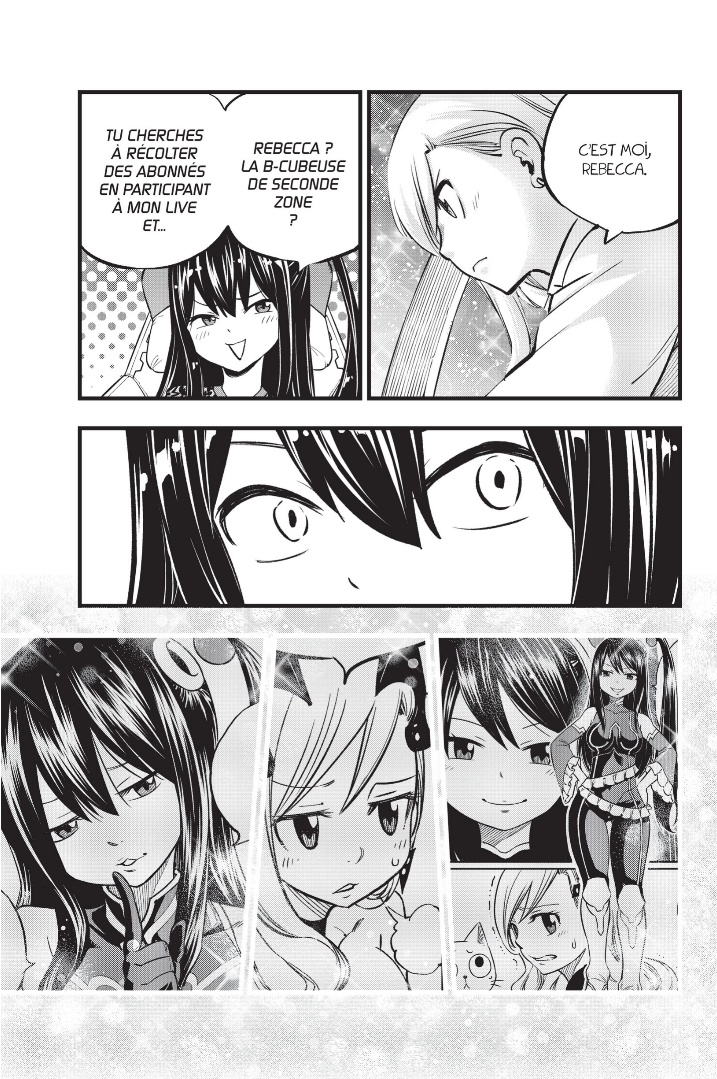 C'EST MOI,
REBECCA.
REBECCA ?
LA B-CUBEUSE
DE SECONDE
ZONE
?
TU CHERCHES
À RÉCOLTER
DES ABONNÉS
EN PARTICIPANT
À MON LIVE
ET...